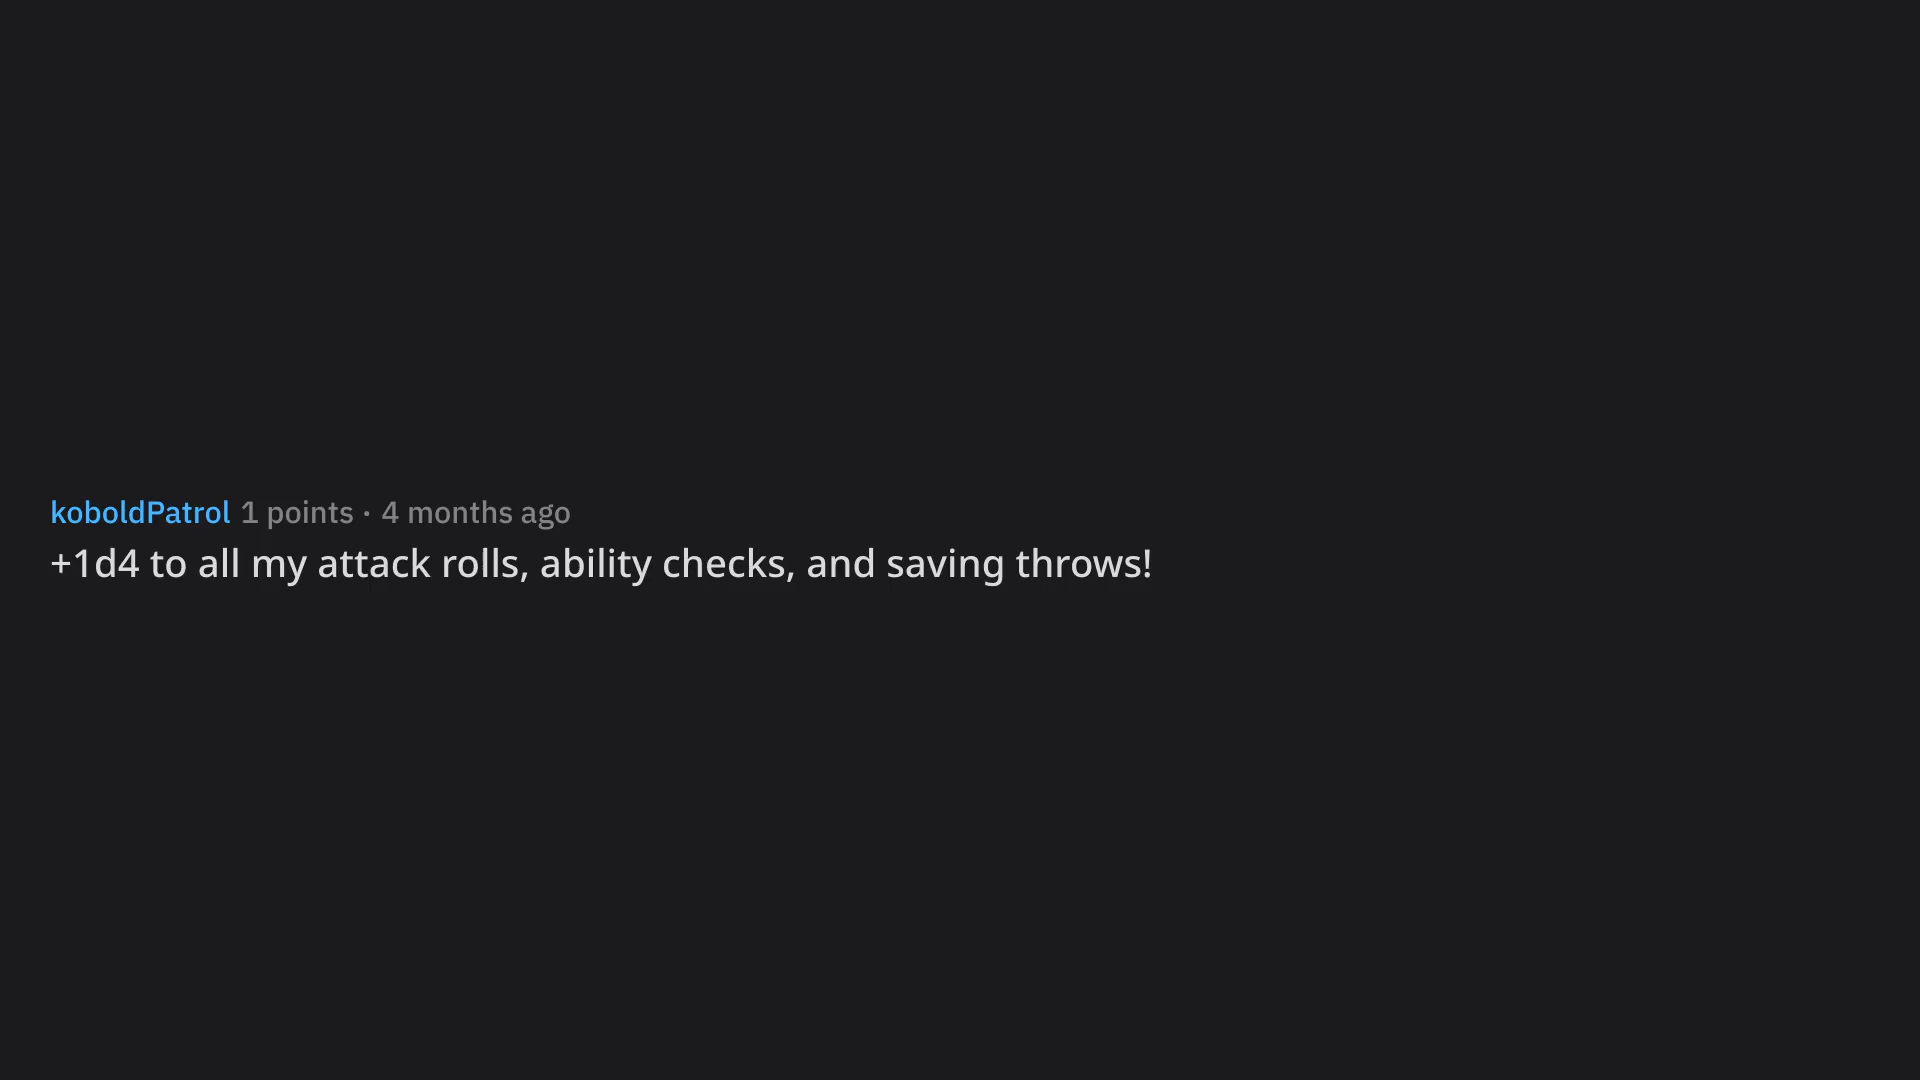 koboldPatrol 1 points · 4 months ago
+1d4 to all my attack rolls, ability checks, and saving throws!